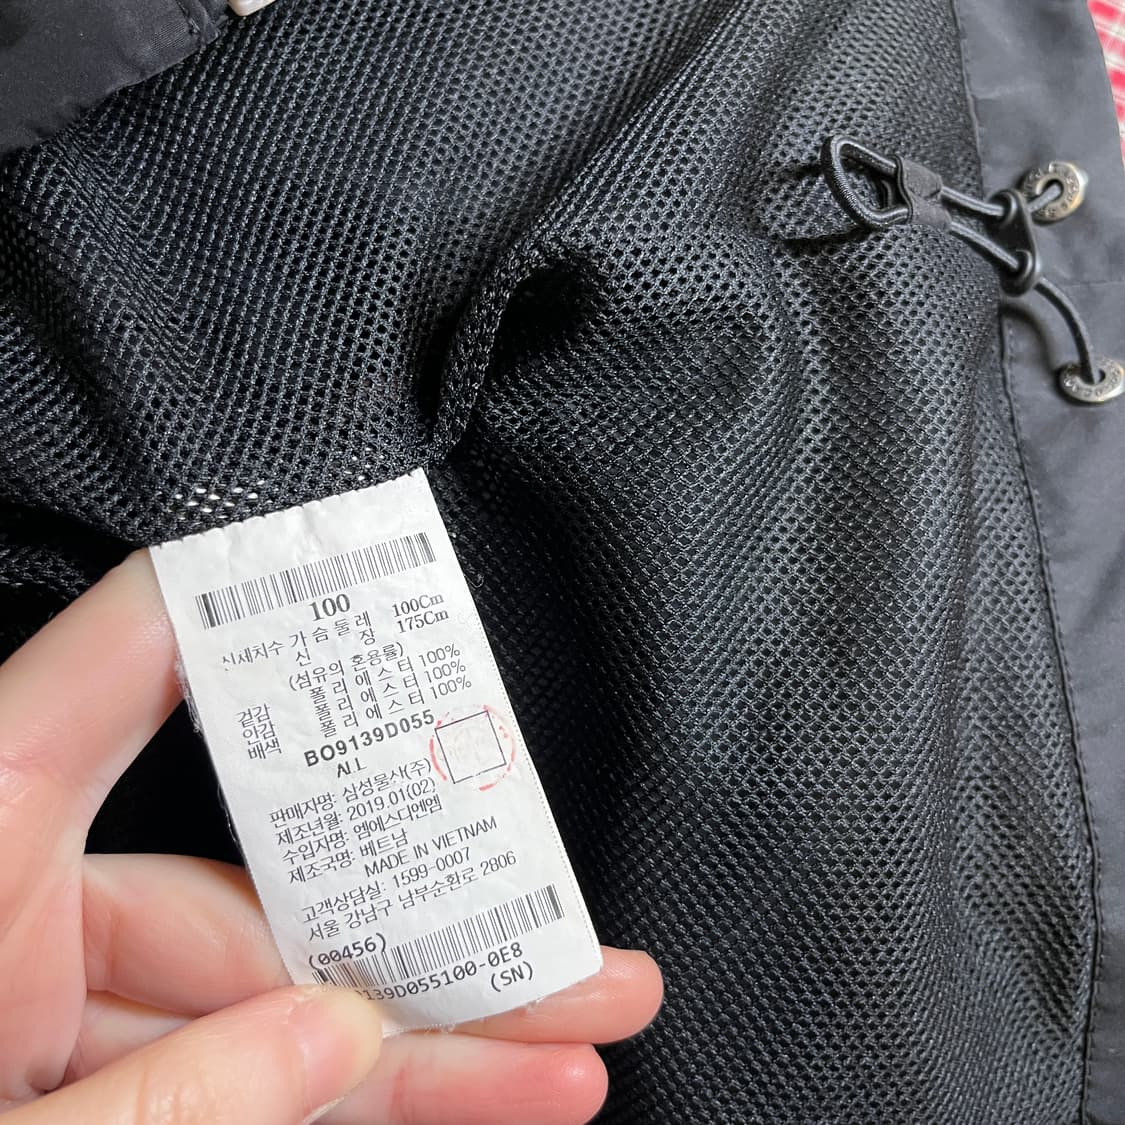 100
신체치수 가슴둘레 100Cm
신 장 175Cm
(섬유의 혼용률)
겉감 폴리에스터 100%
안감 폴리에스터 100%
배색 폴리에스터 100%
BO9139D055
ALL
판매자명: 삼성물산(주)
제조년월: 2019.01(02)
수입자명: 엠에스디엔엠
제조국명: 베트남
MADE IN VIETNAM
고객상담실: 1599-0007
서울 강남구 남부순환로 2806
(00456)
139D055100-0E8
(SN)